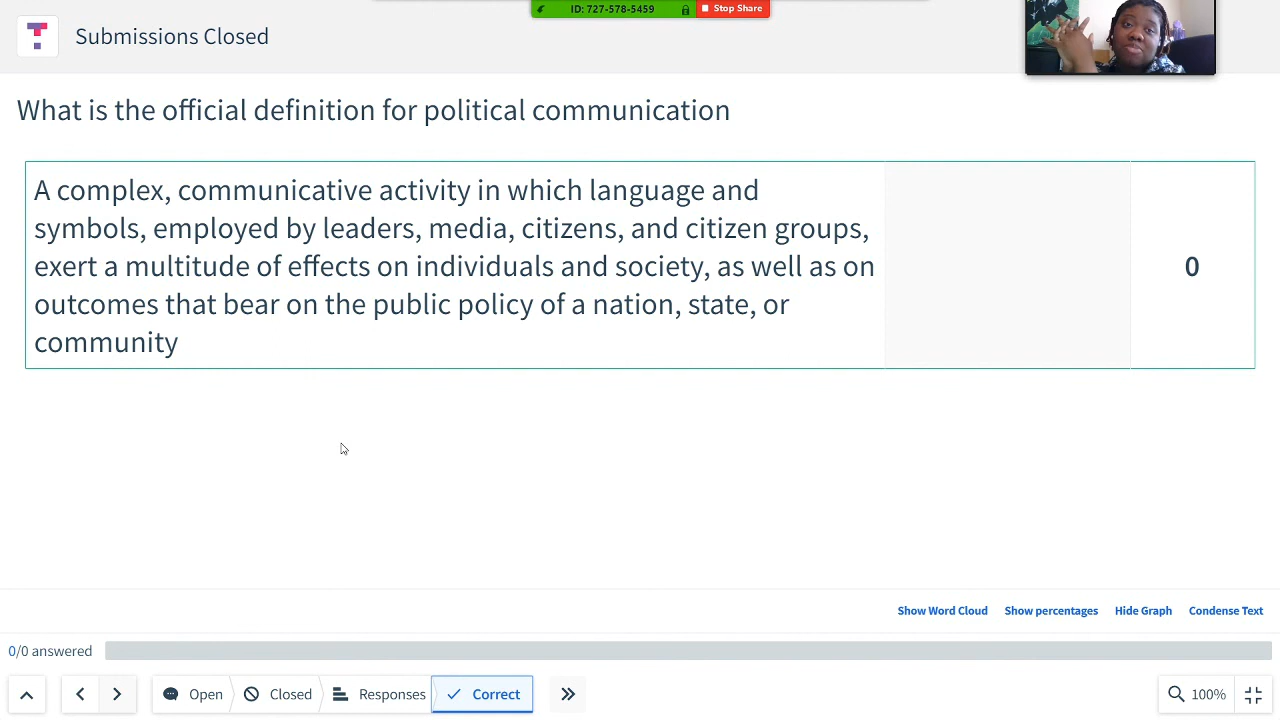 ID: 727-578-5459
Stop Share
Submissions Closed
What is the official definition for political communication
A complex, communicative activity in which language and
symbols, employed by leaders, media, citizens, and citizen groups,
exert a multitude of effects on individuals and society, as well as on
outcomes that bear on the public policy of a nation, state, or
community
0
Show Word Cloud Show percentages Hide Graph Condense Text
0/0 answered
Open Closed Responses Correct 100%